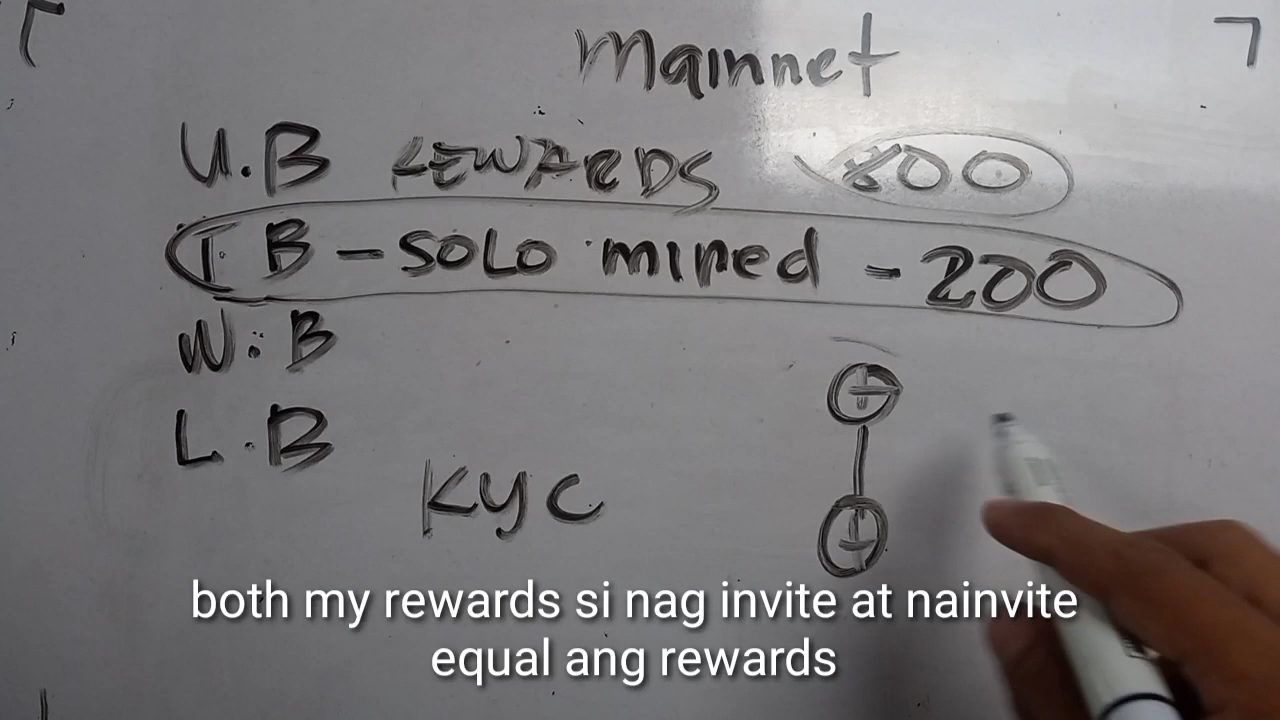 Mainnet
U.B REWARDS 800
T B - SOLO mined - 200
W.B
L.B
KYC
both my rewards si nag invite at nainvite
equal ang rewards